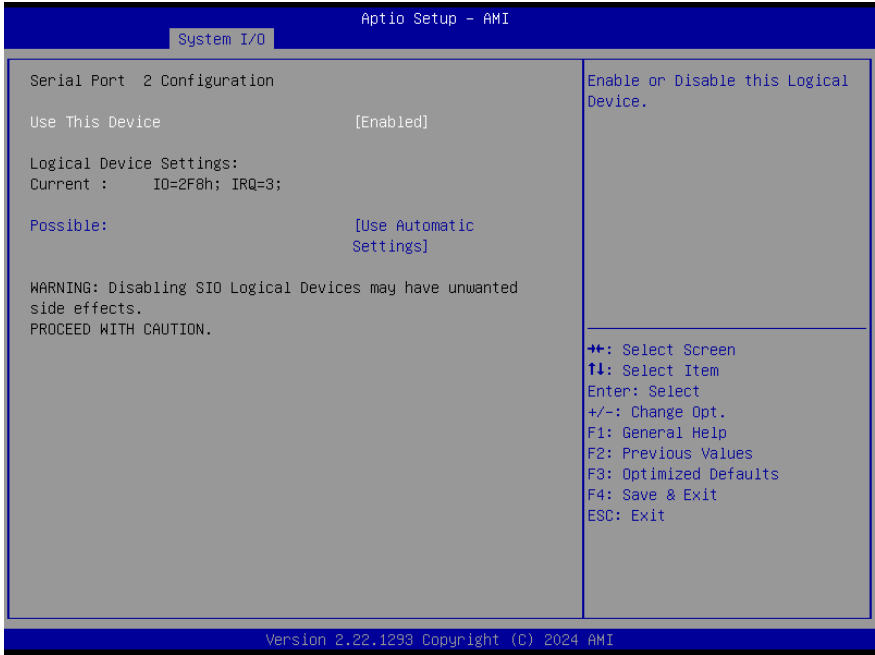 Aptio Setup – AMI
System I/O
Serial Port  2 Configuration
Use This Device [Enabled]
Logical Device Settings:
Current :     IO=2F8h; IRQ=3;
Possible: [Use Automatic
Settings]
WARNING: Disabling SIO Logical Devices may have unwanted
side effects.
PROCEED WITH CAUTION.
Enable or Disable this Logical
Device.
→←: Select Screen
↑↓: Select Item
Enter: Select
+/-: Change Opt.
F1: General Help
F2: Previous Values
F3: Optimized Defaults
F4: Save & Exit
ESC: Exit
Version 2.22.1293 Copyright (C) 2024 AMI